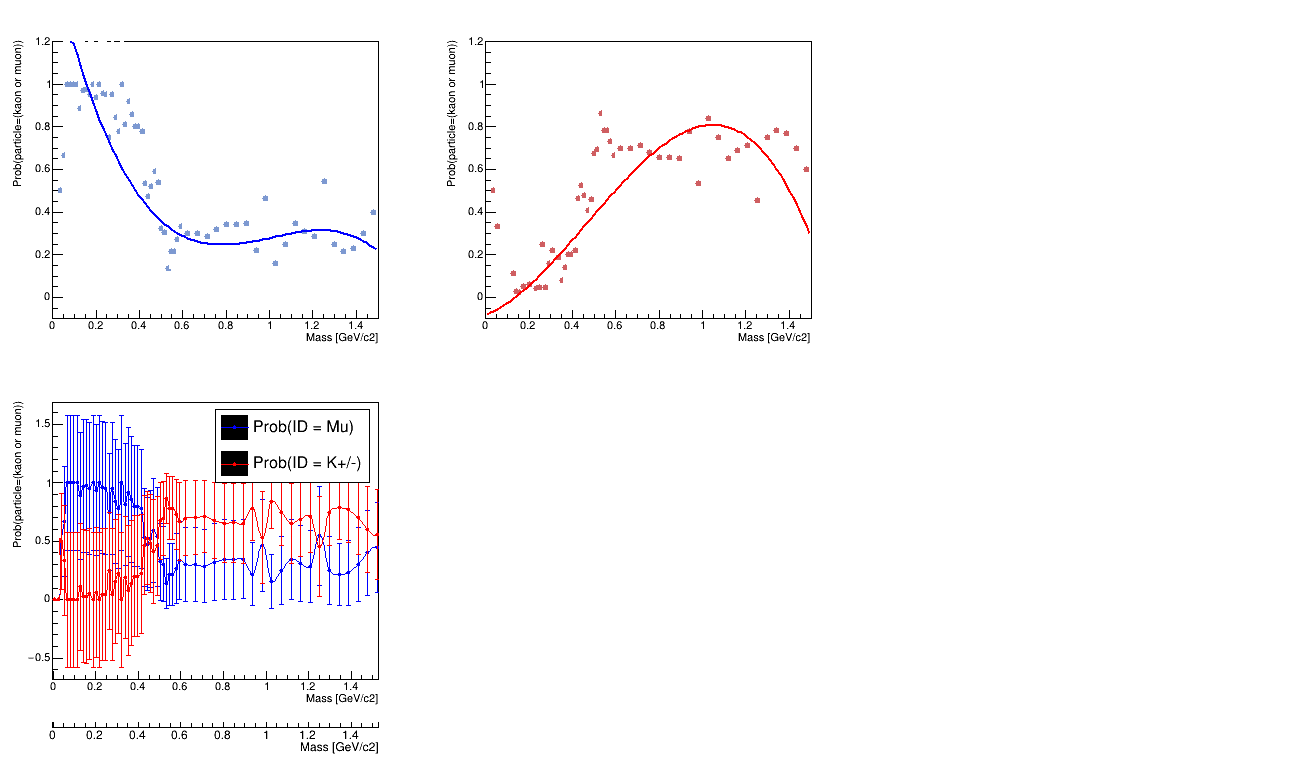 Prob(particle=(kaon or muon))
1.2
1
0.8
0.6
0.4
0.2
0
0 0.2 0.4 0.6 0.8 1 1.2 1.4
Mass [GeV/c2]
Prob(particle=(kaon or muon))
1.2
1
0.8
0.6
0.4
0.2
0
0 0.2 0.4 0.6 0.8 1 1.2 1.4
Mass [GeV/c2]
Prob(particle=(kaon or muon))
1.5
1
0.5
0
−0.5
Prob(ID = Mu)
Prob(ID = K+/-)
0 0.2 0.4 0.6 0.8 1 1.2 1.4
Mass [GeV/c2]
0 0.2 0.4 0.6 0.8 1 1.2 1.4
Mass [GeV/c2]